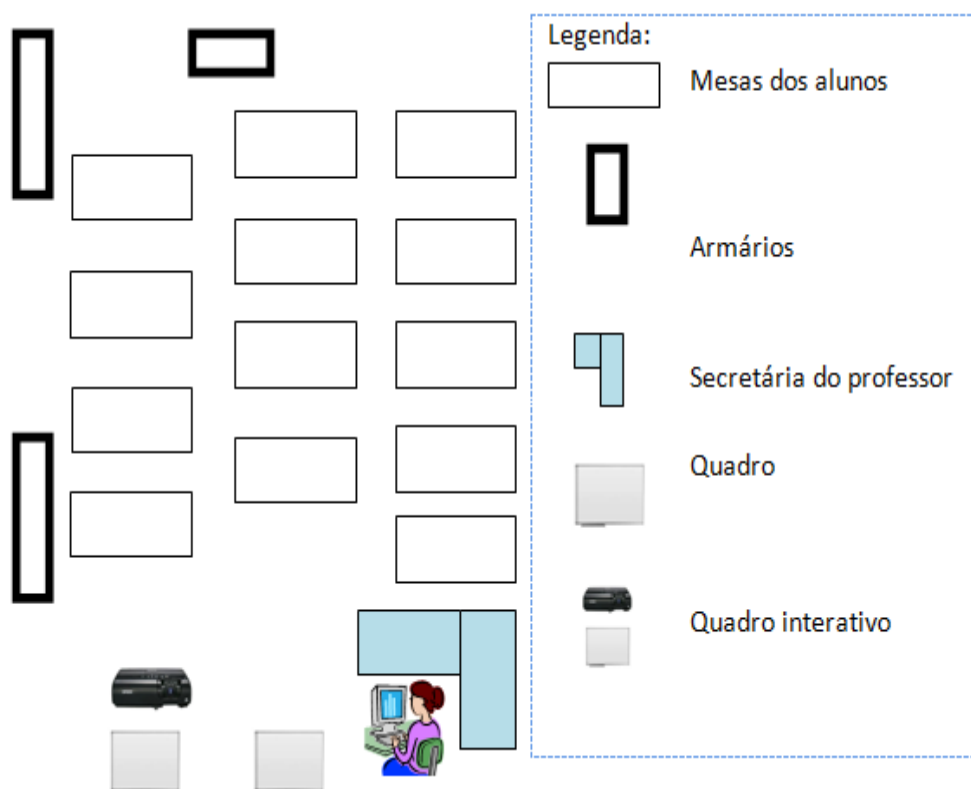 Legenda:
Mesas dos alunos
Armários
Secretária do professor
Quadro
Quadro interativo